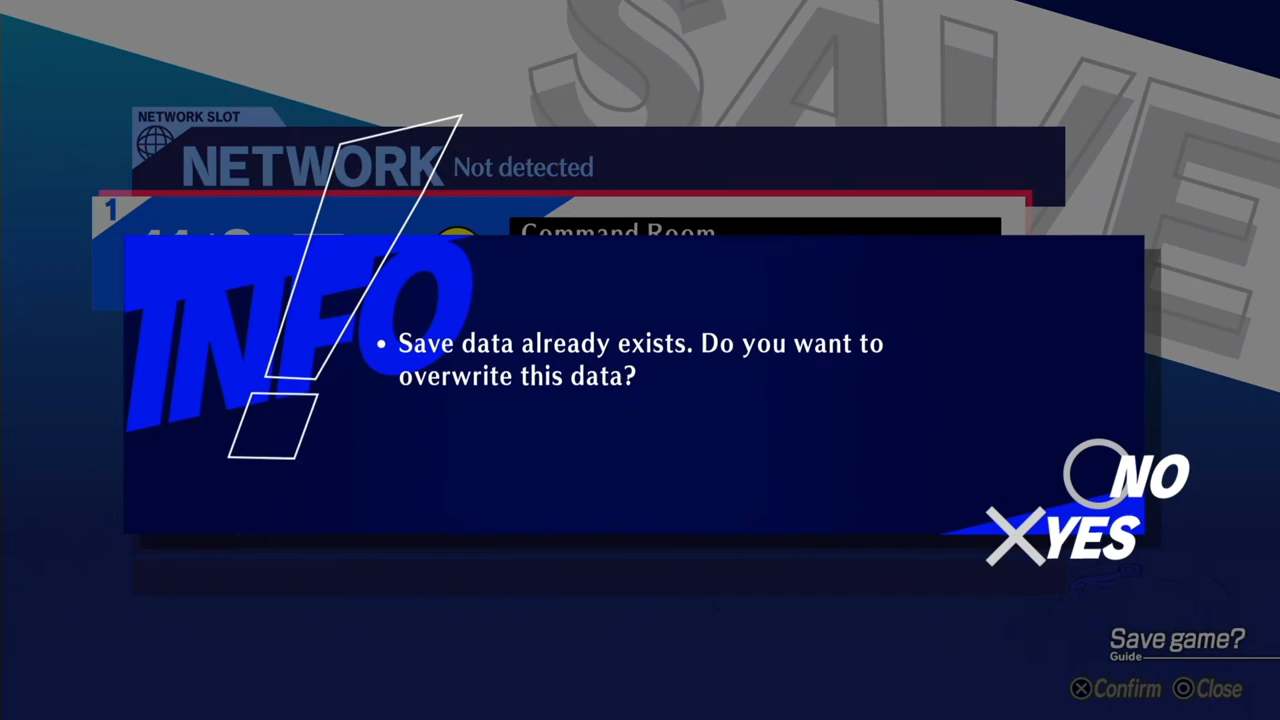 SAVE
NETWORK SLOT
NETWORK Not detected
1
Command Room
INFO
• Save data already exists. Do you want to
overwrite this data?
NO
YES
Save game?
Guide
Confirm Close